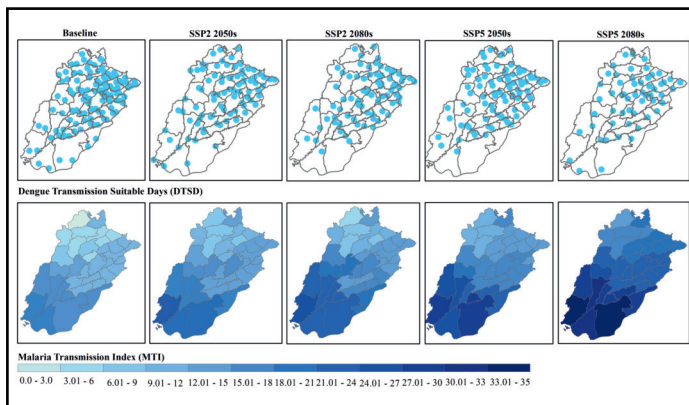 Baseline SSP2 2050s SSP2 2080s SSP5 2050s SSP5 2080s
Dengue Transmission Suitable Days (DTSD)
Malaria Transmission Index (MTI)
0.0 - 3.0 3.01 - 6 6.01 - 9 9.01 - 12 12.01 - 15 15.01 - 18 18.01 - 21 21.01 - 24 24.01 - 27 27.01 - 30 30.01 - 33 33.01 - 35